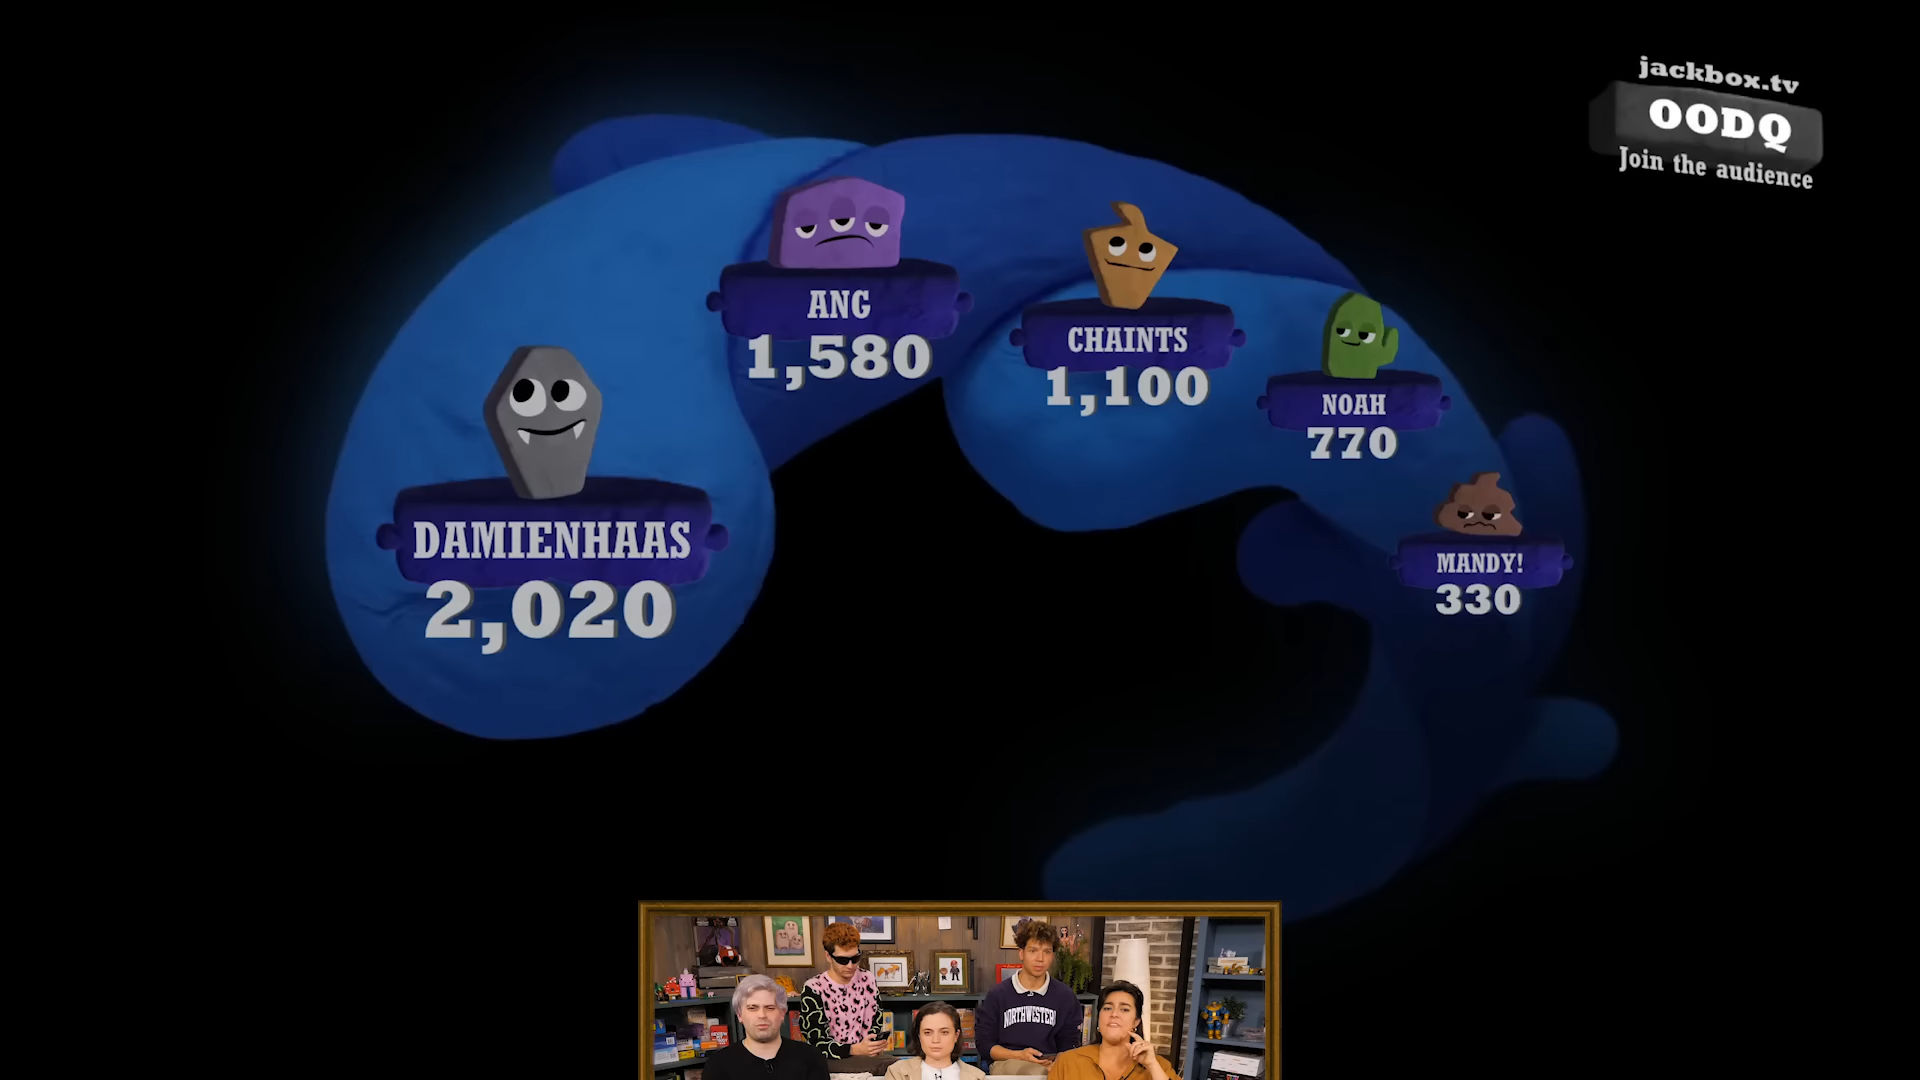 jackbox.tv
OODQ
Join the audience
ANG
1,580
CHAINTS
1,100
NOAH
770
DAMIENHAAS
2,020
MANDY!
330
NORTHWESTERN